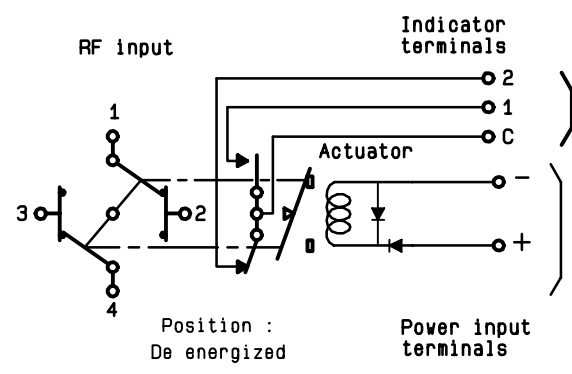 Indicator
terminals
RF input
2
1
C
Actuator
1
3
2
4
-
+
Position :
De energized
Power input
terminals